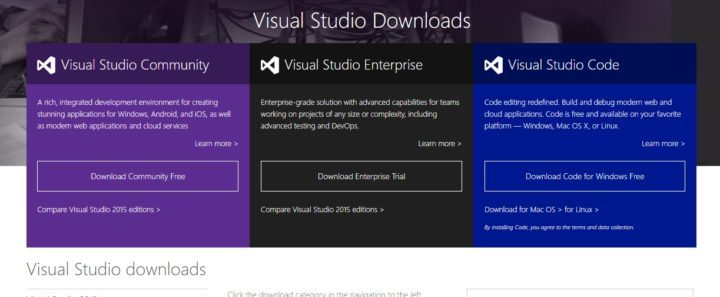 Visual Studio Downloads
Visual Studio Community
A rich, integrated development environment for creating
stunning applications for Windows, Android, and iOS, as well
as modern web applications and cloud services
Learn more >
Download Community Free
Compare Visual Studio 2015 editions >
Visual Studio Enterprise
Enterprise-grade solution with advanced capabilities for teams
working on projects of any size or complexity, including
advanced testing and DevOps.
Learn more >
Download Enterprise Trial
Compare Visual Studio 2015 editions >
Visual Studio Code
Code editing redefined. Build and debug modern web and
cloud applications. Code is free and available on your favorite
platform — Windows, Mac OS X, or Linux.
Learn more >
Download Code for Windows Free
Download for Mac OS > for Linux >
By installing Code, you agree to the terms and data collection.
Visual Studio downloads
Click the download category in the navigation to the left